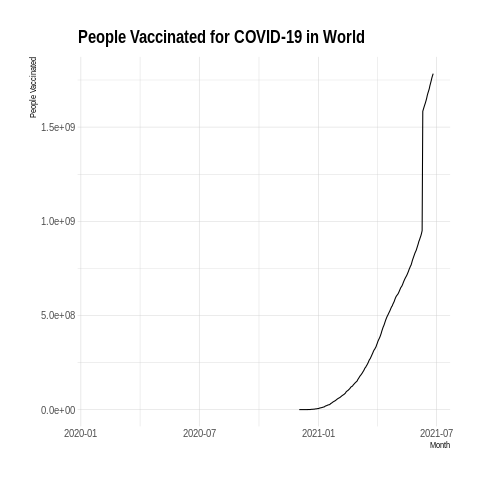 People Vaccinated for COVID-19 in World
People Vaccinated
1.5e+09
1.0e+09
5.0e+08
0.0e+00
2020-01 2020-07 2021-01 2021-07
Month